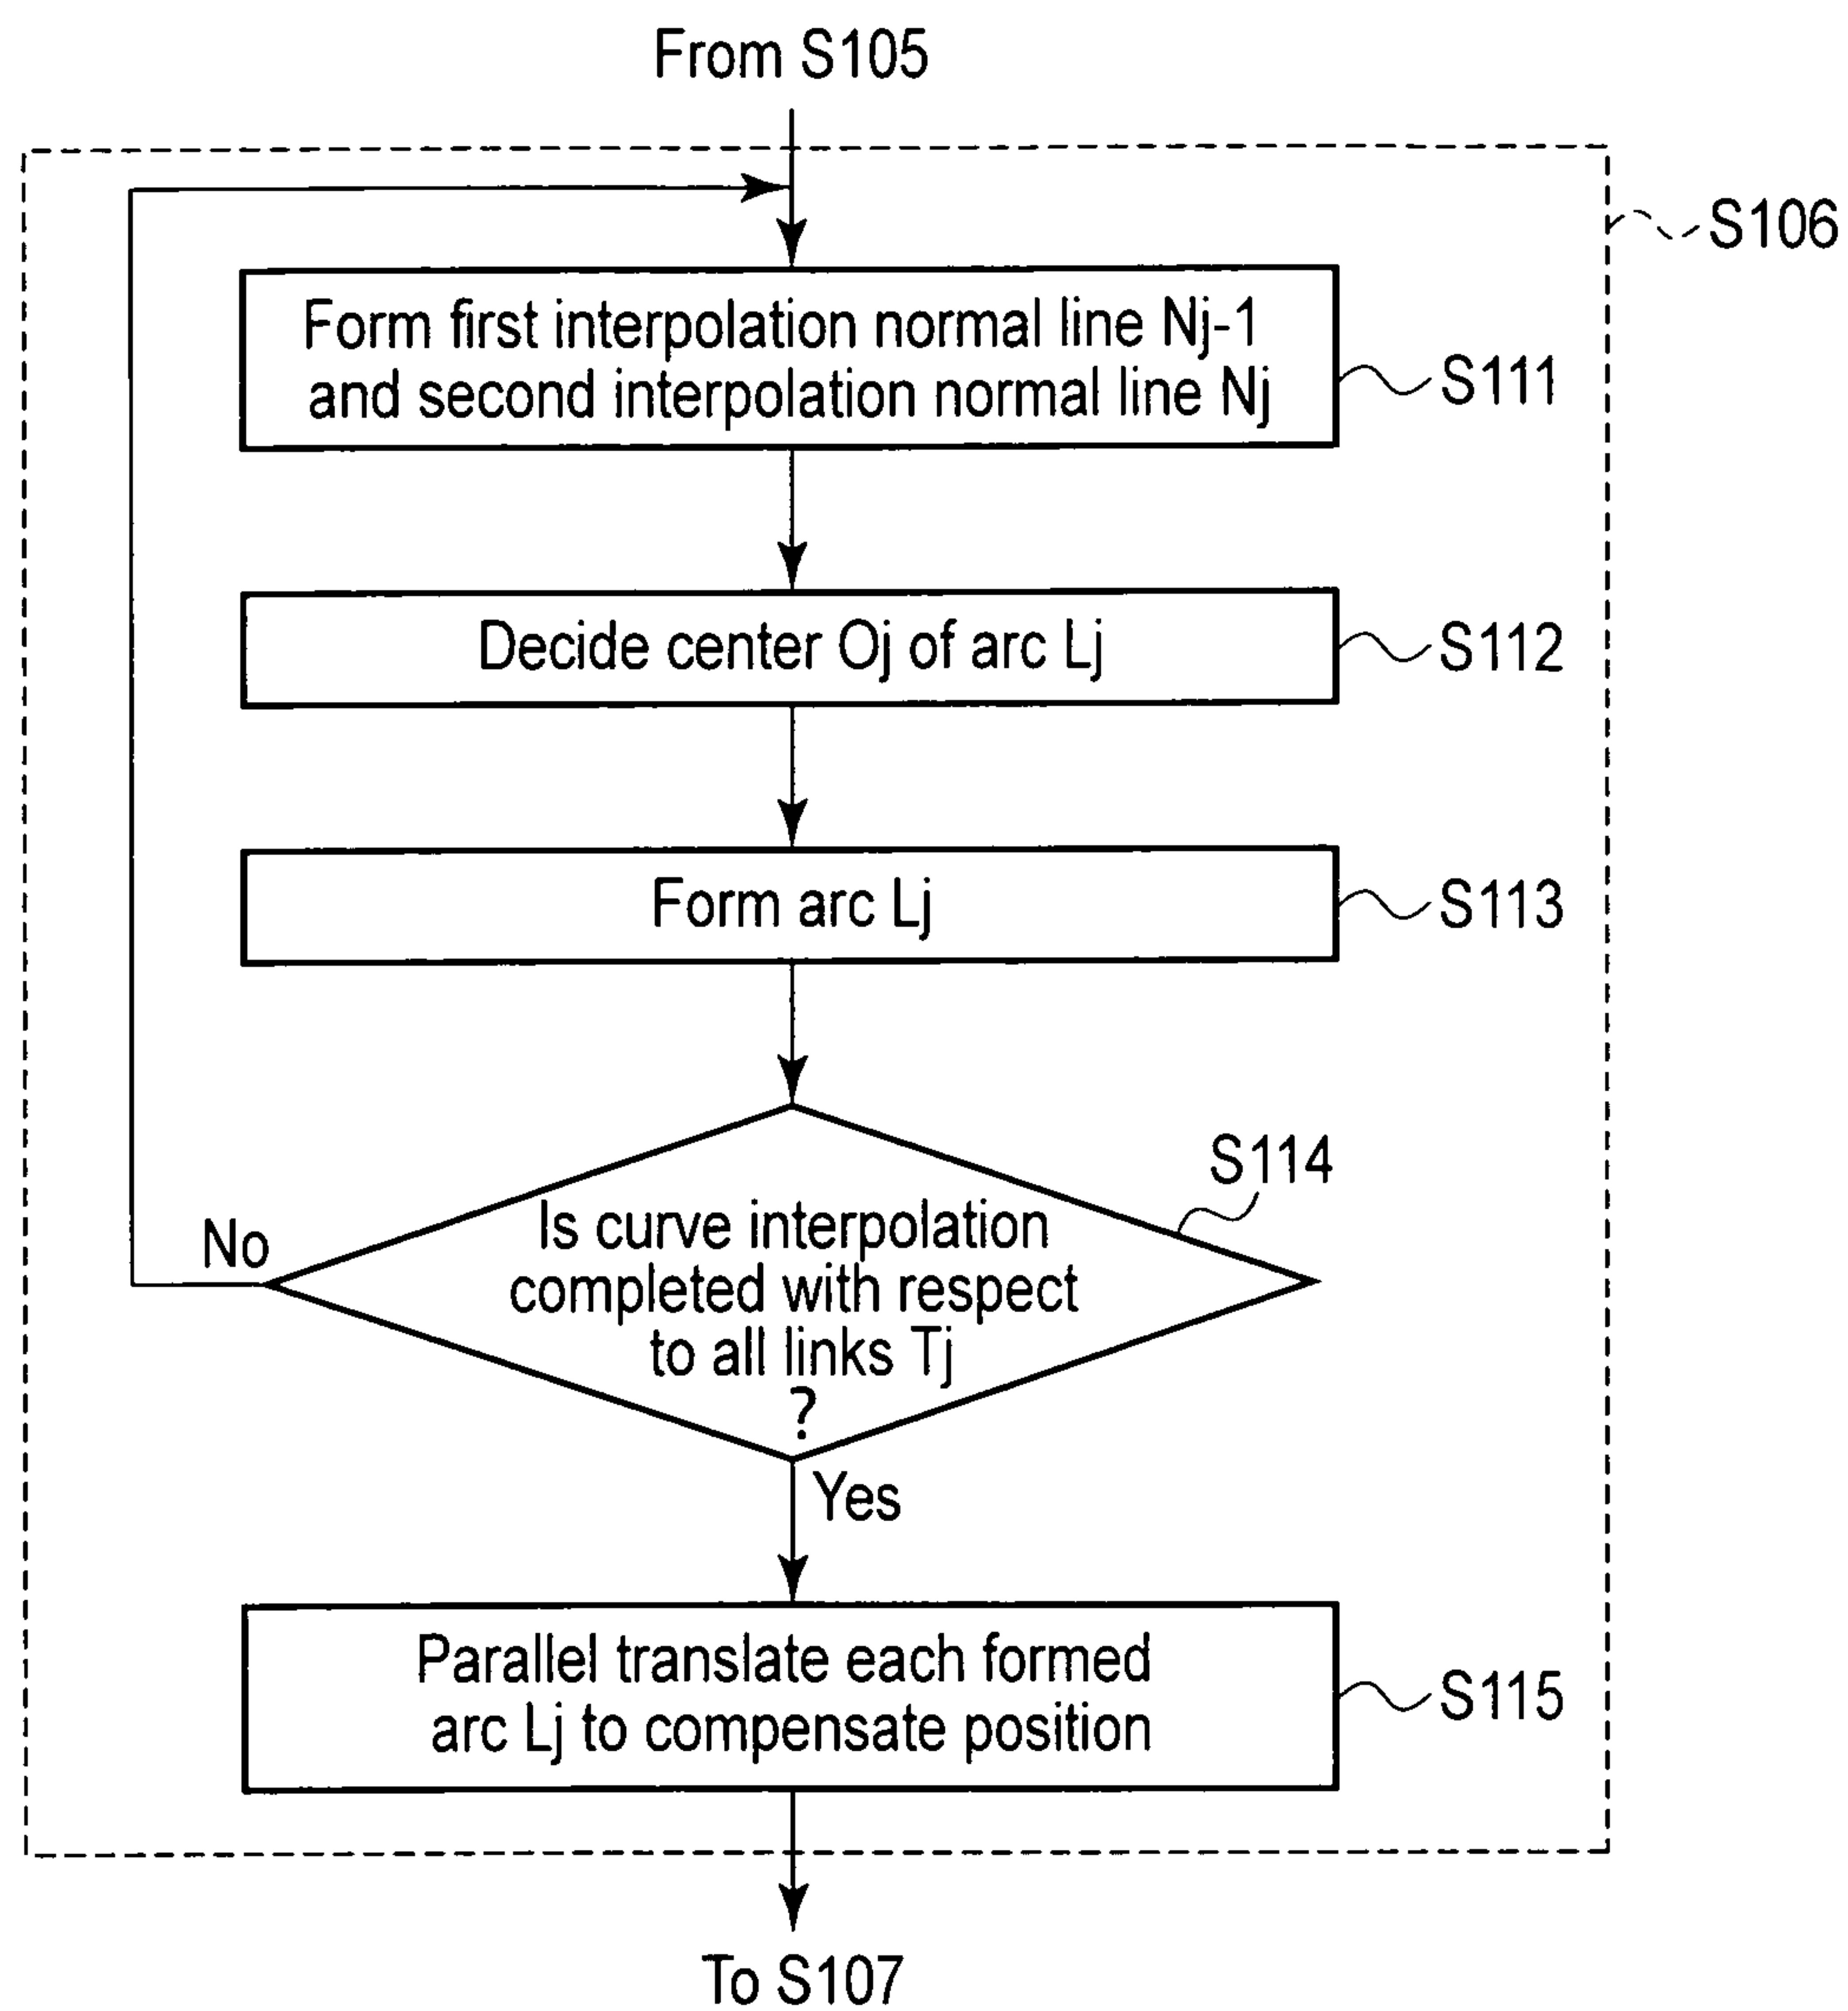 From S105
S106
Form first interpolation normal line Nj-1
and second interpolation normal line Nj
S111
Decide center Oj of arc Lj
S112
Form arc Lj
S113
S114
Is curve interpolation
completed with respect
to all links Tj
?
No
Yes
Parallel translate each formed
arc Lj to compensate position
S115
To S107